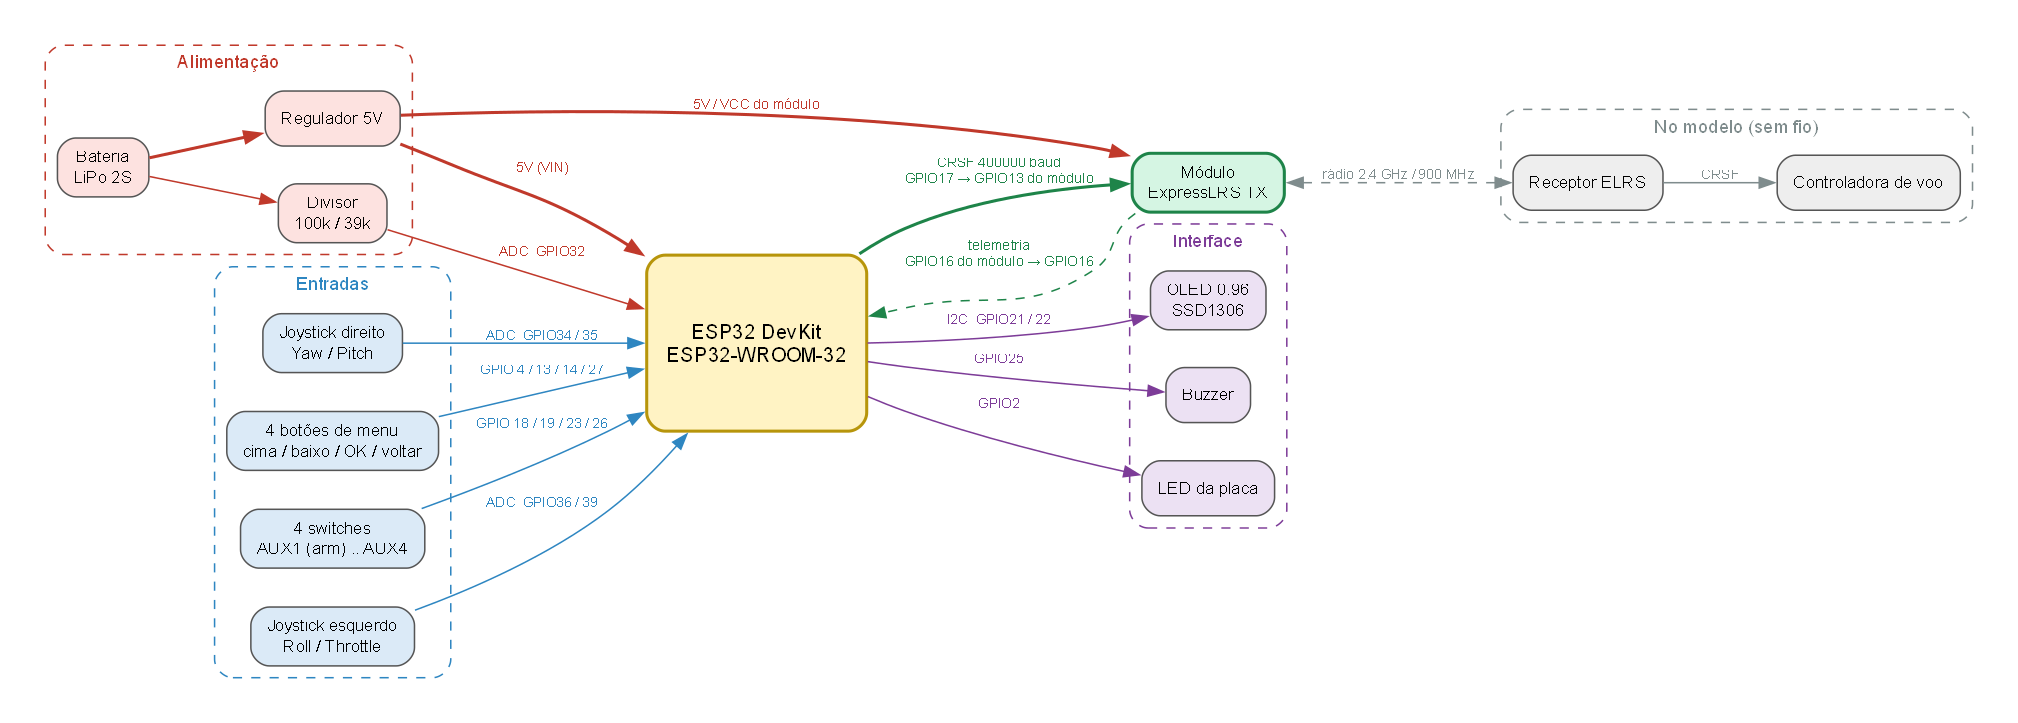 Alimentação
Regulador 5V
Bateria
LiPo 2S
Divisor
100k / 39k
5V / VCC do módulo
5V (VIN)
ADC GPIO32
Entradas
Joystick direito
Yaw / Pitch
ADC GPIO34 / 35
4 botões de menu
cima / baixo / OK / voltar
GPIO 4 / 13 / 14 / 27
4 switches
AUX1 (arm) .. AUX4
GPIO 18 / 19 / 23 / 26
Joystick esquerdo
Roll / Throttle
ADC GPIO36 / 39
ESP32 DevKit
ESP32-WROOM-32
CRSF 400000 baud
GPIO17 → GPIO13 do módulo
telemetria
GPIO16 do módulo → GPIO16
I2C GPIO21 / 22
GPIO25
GPIO2
Módulo
ExpressLRS TX
Interface
OLED 0.96
SSD1306
Buzzer
LED da placa
rádio 2.4 GHz / 900 MHz
No modelo (sem fio)
Receptor ELRS
CRSF
Controladora de voo